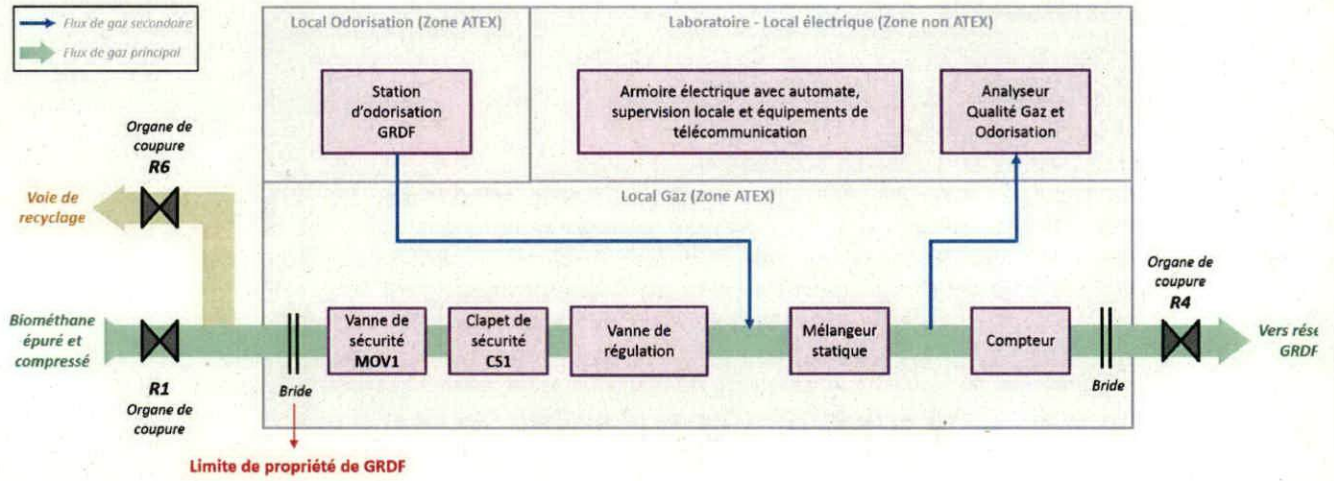 Flux de gaz secondaire
Flux de gaz principal
Local Odorisation (Zone ATEX)
Laboratoire - Local électrique (Zone non ATEX)
Station
d'odorisation
GRDF
Armoire électrique avec automate,
supervision locale et équipements de
télécommunication
Analyseur
Qualité Gaz et
Odorisation
Organe de
coupure
R6
Voie de
recyclage
Local Gaz (Zone ATEX)
Organe de
coupure
R4
Biométhane
épuré et
compressé
R1
Organe de
coupure
Bride
Vanne de
sécurité
MOV1
Clapet de
sécurité
CS1
Vanne de
régulation
Mélangeur
statique
Compteur
Bride
Vers rése
GRDF
Limite de propriété de GRDF